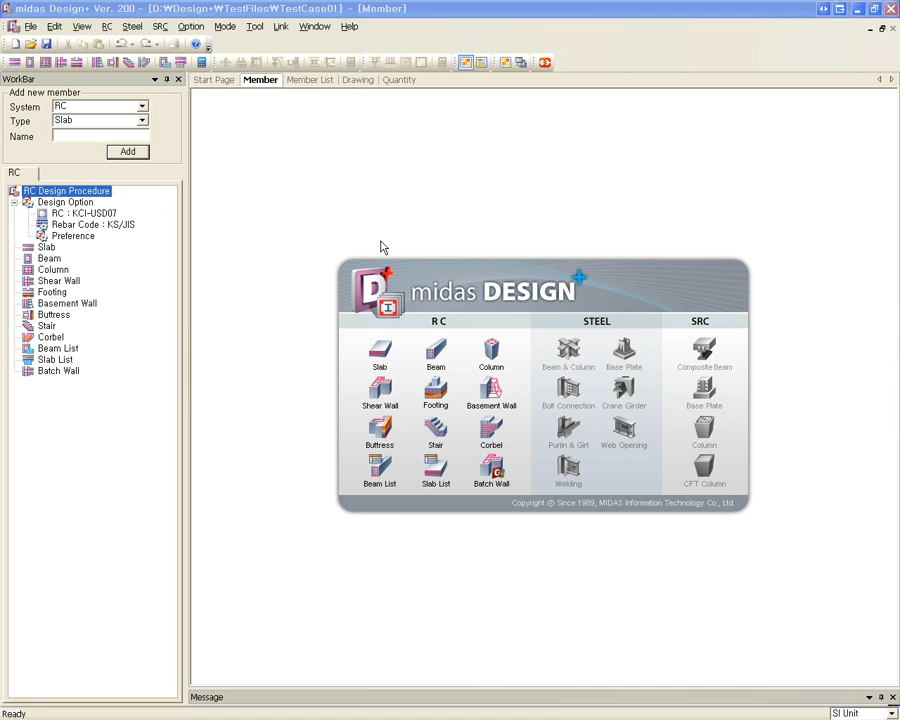 midas Design+ Ver. 200 - [D:\Design+\TestFiles\TestCase01] - [Member]
File Edit View RC Steel SRC Option Mode Tool Link Window Help
WorkBar
Start Page Member Member List Drawing Quantity
Add new member
System RC
Type Slab
Name
Add
RC
RC Design Procedure
Design Option
RC : KCI-USD07
Rebar Code : KS/JIS
Preference
Slab
Beam
Column
Shear Wall
Footing
Basement Wall
Buttress
Stair
Corbel
Beam List
Slab List
Batch Wall
midas DESIGN+
RC STEEL SRC
Slab Beam Column Beam & Column Base Plate Composite Beam
Shear Wall Footing Basement Wall Bolt Connection Crane Girder Base Plate
Buttress Stair Corbel Purlin & Girt Web Opening Column
Beam List Slab List Batch Wall Welding CFT Column
Copyright ⓒ Since 1989, MIDAS Information Technology Co., Ltd.
Message
Ready SI Unit